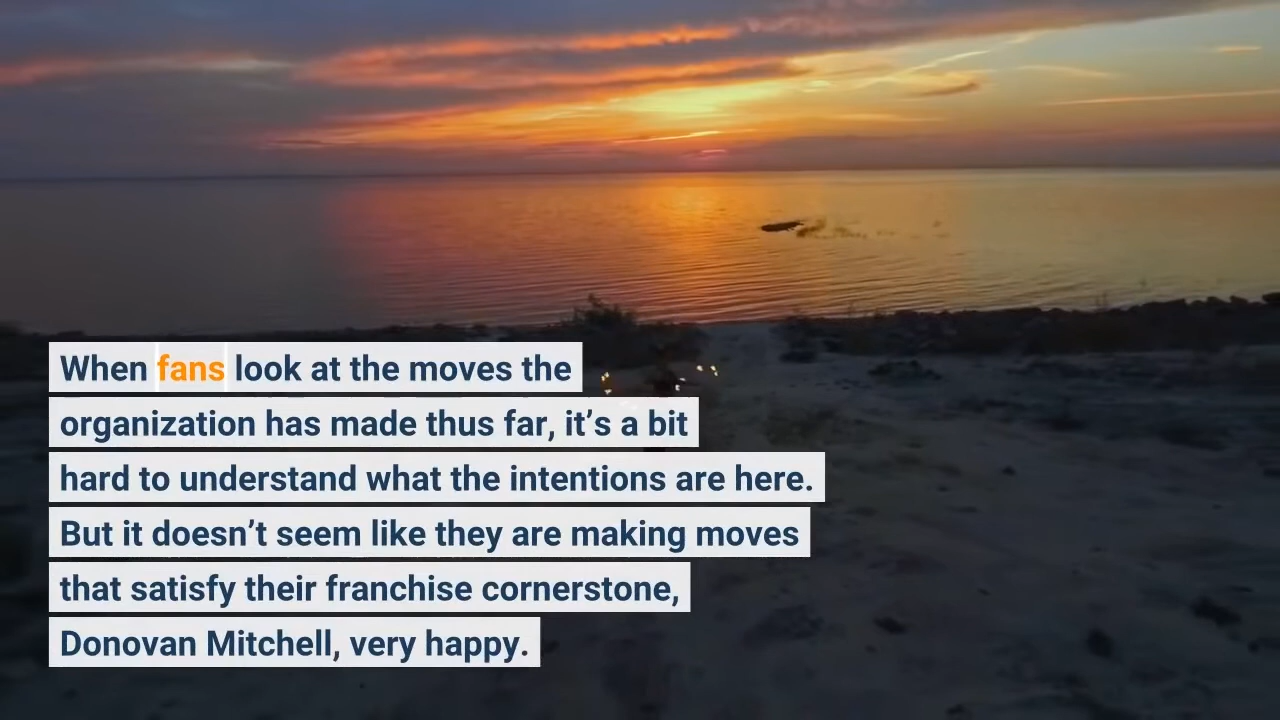 When fans look at the moves the
organization has made thus far, it’s a bit
hard to understand what the intentions are here.
But it doesn’t seem like they are making moves
that satisfy their franchise cornerstone,
Donovan Mitchell, very happy.